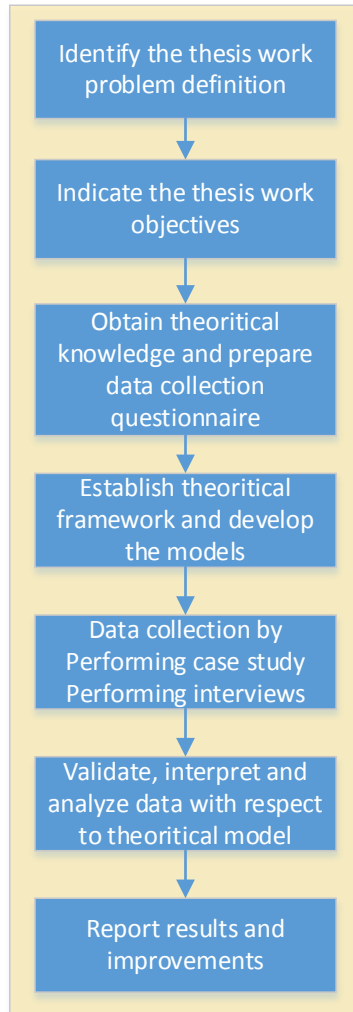 Identify the thesis work
problem definition
Indicate the thesis work
objectives
Obtain theoritical
knowledge and prepare
data collection
questionnaire
Establish theoritical
framework and develop
the models
Data collection by
Performing case study
Performing interviews
Validate, interpret and
analyze data with respect
to theoritical model
Report results and
improvements